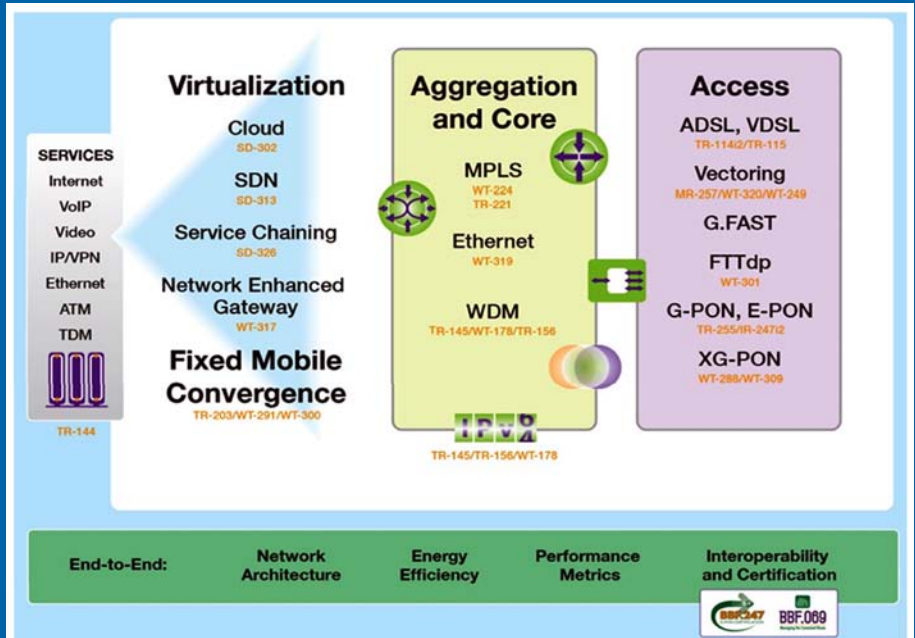 SERVICES
Internet
VoIP
Video
IP/VPN
Ethernet
ATM
TDM
TR-144
Virtualization
Cloud
SD-302
SDN
SD-313
Service Chaining
SD-326
Network Enhanced
Gateway
WT-317
Fixed Mobile
Convergence
TR-203/WT-291/WT-300
Aggregation
and Core
MPLS
WT-224
TR-221
Ethernet
WT-319
WDM
TR-145/WT-178/TR-156
IPv
TR-145/TR-156/WT-178
Access
ADSL, VDSL
TR-114i2/TR-115
Vectoring
MR-257/WT-320/WT-249
G.FAST
FTTdp
WT-301
G-PON, E-PON
TR-255/IR-247i2
XG-PON
WT-288/WT-309
End-to-End:
Network
Architecture
Energy
Efficiency
Performance
Metrics
Interoperability
and Certification
BBF.247
BBF.069